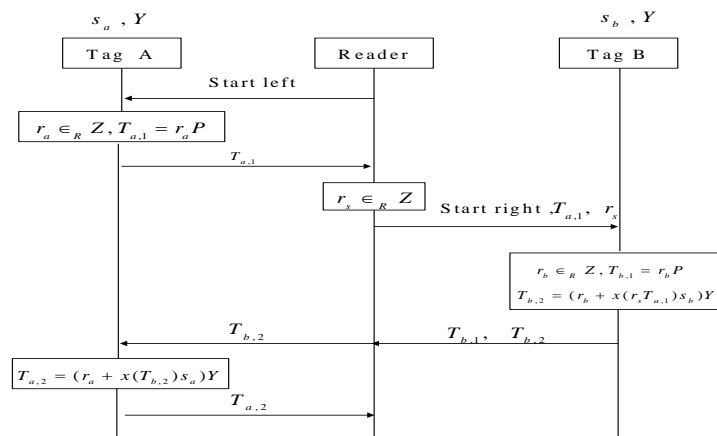 s_a , Y
s_b , Y
Tag A
Reader
Tag B
Start left
r_a ∈_R Z , T_{a,1} = r_a P
T_{a,1}
r_s ∈_R Z
Start right ,T_{a,1}, r_s
r_b ∈_R Z , T_{b,1} = r_b P
T_{b,2} = (r_b + x(r_s T_{a,1}) s_b)Y
T_{b,2}
T_{b,1}, T_{b,2}
T_{a,2} = (r_a + x(T_{b,2}) s_a)Y
T_{a,2}